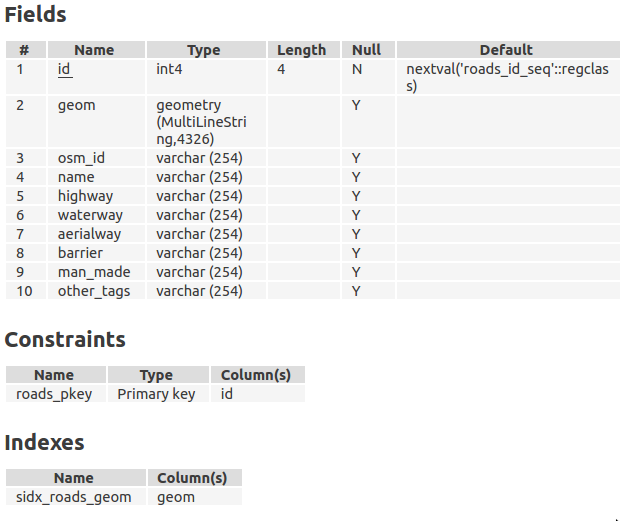 Fields
# Name Type Length Null Default
1 id int4 4 N nextval('roads_id_seq'::regclas
s)
2 geom geometry Y
(MultiLineStri
ng,4326)
3 osm_id varchar (254) Y
4 name varchar (254) Y
5 highway varchar (254) Y
6 waterway varchar (254) Y
7 aerialway varchar (254) Y
8 barrier varchar (254) Y
9 man_made varchar (254) Y
10 other_tags varchar (254) Y
Constraints
Name Type Column(s)
roads_pkey Primary key id
Indexes
Name Column(s)
sidx_roads_geom geom